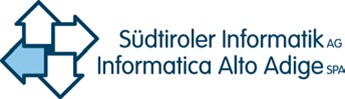 Südtiroler Informatik AG
Informatica Alto Adige SPA